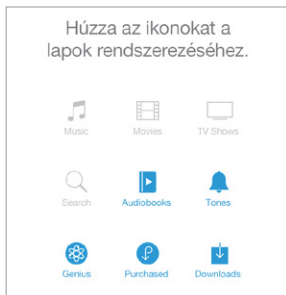 Húzza az ikonokat a
lapok rendszerezéséhez.
Music Movies TV Shows
Search Audiobooks Tones
Genius Purchased Downloads